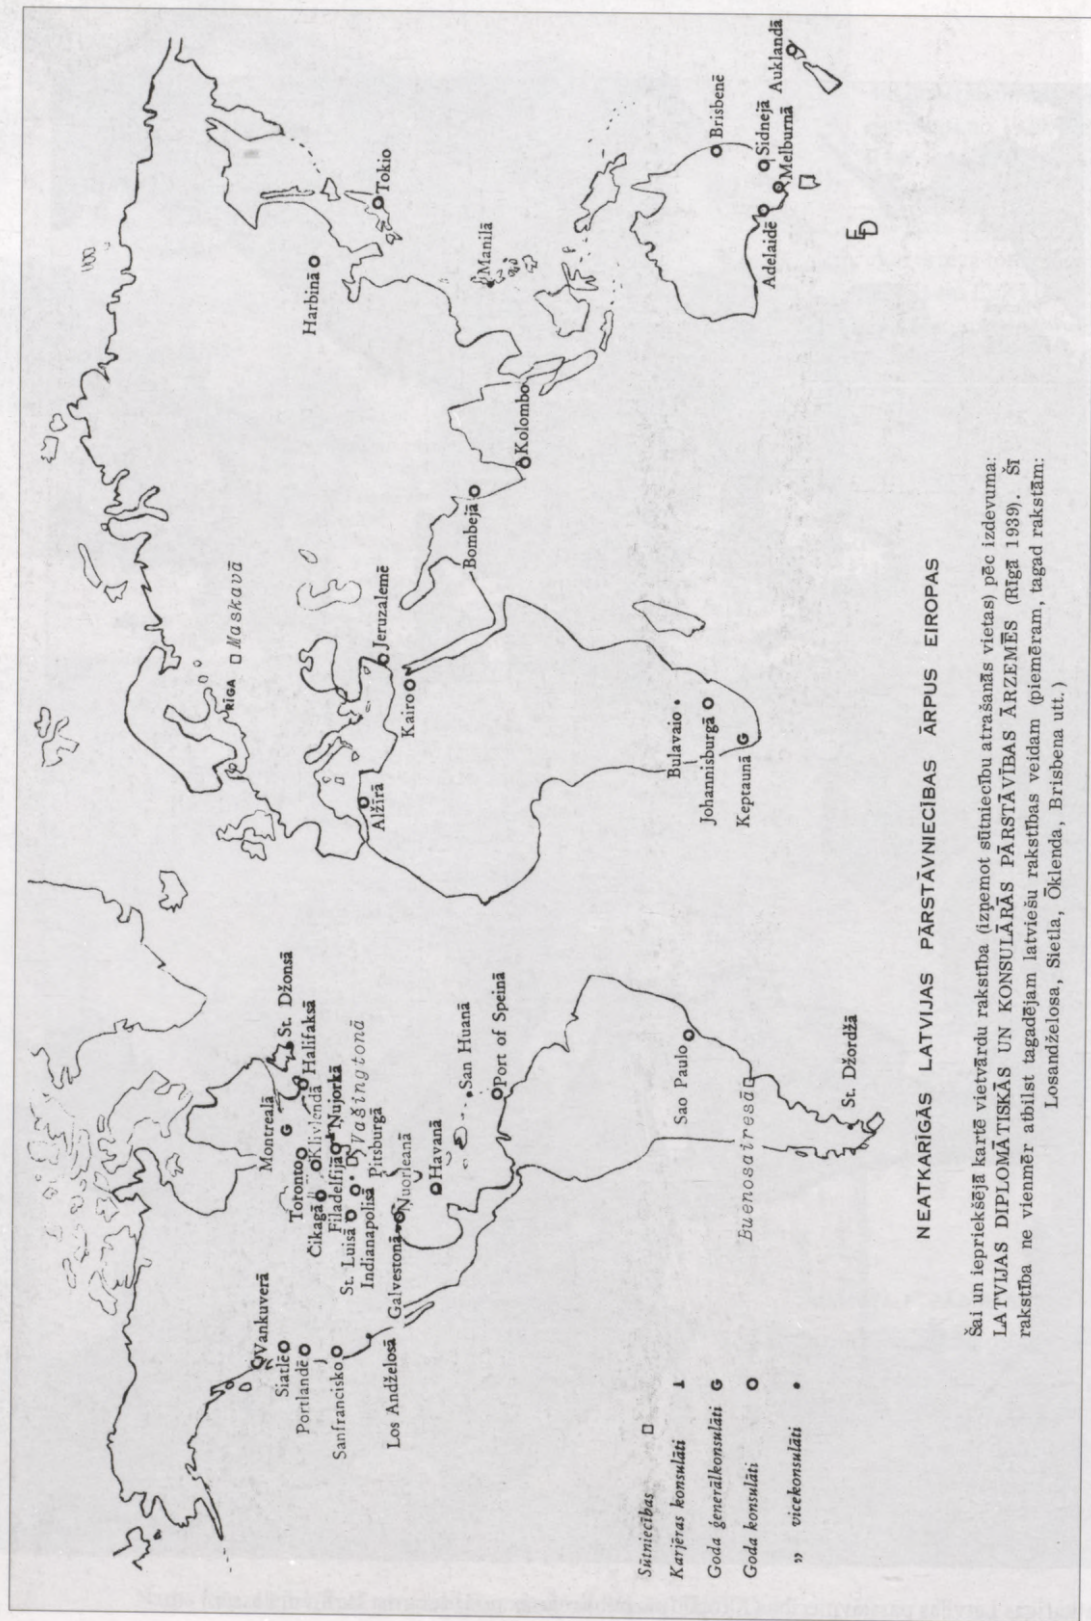 Vankuverā
Siatlē
Portlandē
Sanfrancisko
Los Andželosā
Montreālā
Toronto
Čikagā
St. Luisā
Indianapolisā
Galvestonā
Klivlendā
Filadelfijā
Ņujorkā
Vašingtonā
Pitsburgā
Ņuorleanā
St. Džonsā
Halifaksā
Havanā
San Huanā
Port of Speinā
Sao Paulo
Buenosairesā
St. Džordžā
RĪGA
Maskavā
Alžīrā
Kairo
Jeruzalemē
Bulavaio
Johannisburgā
Keptaunā
Bombejā
Kolombo
Harbinā
Tokio
Manilā
Brisbenē
Sidnejā
Melburnā
Adelaidē
Auklandā
ED
Sūtniecības
Karjēras konsulāti
Goda ģenerālkonsulāti G
Goda konsulāti
„ vicekonsulāti
NEATKARĪGĀS LATVIJAS PĀRSTĀVNIECĪBAS ĀRPUS EIROPAS
Šai un iepriekšējā kartē vietvārdu rakstība (izņemot sūtniecību atrašanās vietas) pēc izdevuma:
LATVIJAS DIPLOMĀTISKĀS UN KONSULĀRĀS PĀRSTĀVĪBAS ĀRZEMĒS (Rīgā 1939). Šī
rakstība ne vienmēr atbilst tagadējam latviešu rakstības veidam (piemēram, tagad rakstām:
Losandželosa, Sietla, Ōklenda, Brisbena utt.)